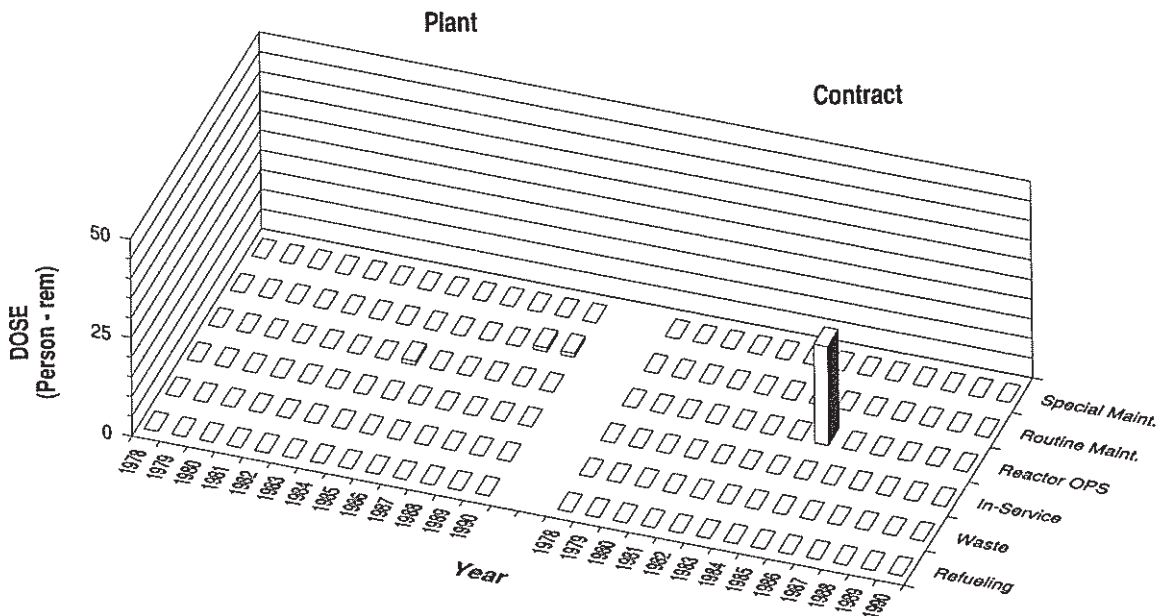 Plant
Contract
50
25
0
DOSE
(Person - rem)
1978
1979
1980
1981
1982
1983
1984
1985
1986
1987
1988
1989
1990
1978
1979
1980
1981
1982
1983
1984
1985
1986
1987
1988
1989
1990
Year
Special Maint.
Routine Maint.
Reactor OPS
In-Service
Waste
Refueling